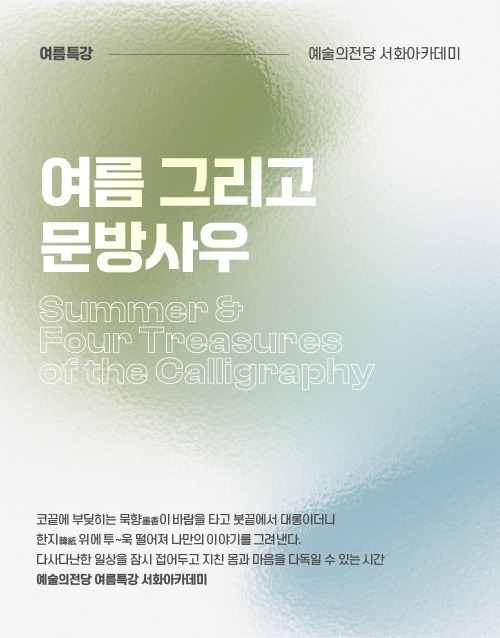 여름특강
예술의전당 서화아카데미
여름 그리고
문방사우
Summer &
Four Treasures
of the Calligraphy
코끝에 부딪히는 묵향墨香이 바람을 타고 붓끝에서 대롱이더니
한지韓紙 위에 투~욱 떨어져 나만의 이야기를 그려낸다.
다사다난한 일상을 잠시 접어두고 지친 몸과 마음을 다독일 수 있는 시간
예술의전당 여름특강 서화아카데미